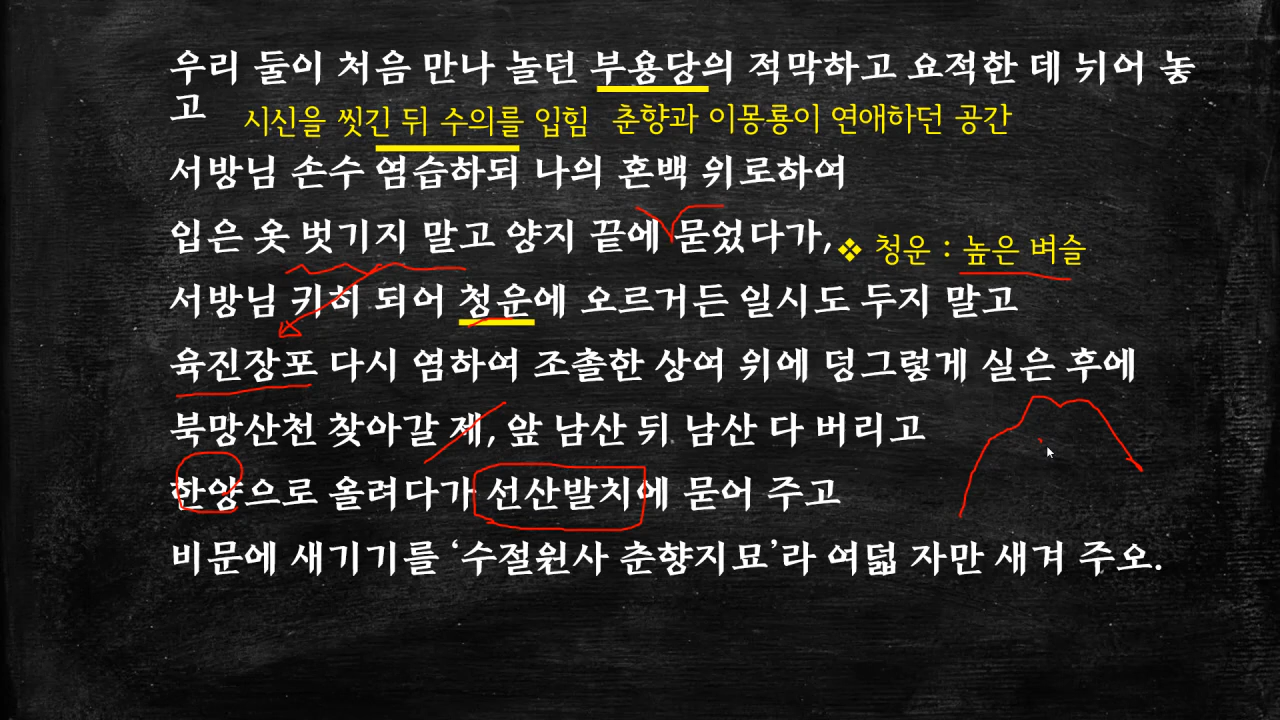 우리 둘이 처음 만나 놀던 부용당의 적막하고 요적한 데 뉘어 놓
고
시신을 씻긴 뒤 수의를 입힘 춘향과 이몽룡이 연애하던 공간
서방님 손수 염습하되 나의 혼백 위로하여
입은 옷 벗기지 말고 양지 끝에 묻었다가,
❖ 청운 : 높은 벼슬
서방님 귀히 되어 청운에 오르거든 일시도 두지 말고
육진장포 다시 염하여 조촐한 상여 위에 덩그렇게 실은 후에
북망산천 찾아갈 제, 앞 남산 뒤 남산 다 버리고
한양으로 올려다가 선산발치에 묻어 주고
비문에 새기기를 ‘수절원사 춘향지묘’라 여덟 자만 새겨 주오.